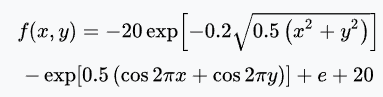 f(x, y) = −20 exp[−0.2√(0.5 (x² + y²))]
− exp[0.5 (cos 2πx + cos 2πy)] + e + 20